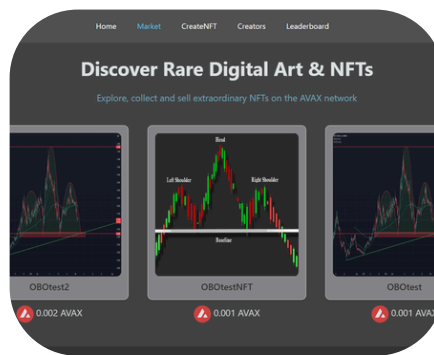 Home Market CreateNFT Creators Leaderboard
Discover Rare Digital Art & NFTs
Explore, collect and sell extraordinary NFTs on the AVAX network
Head
Left Shoulder
Right Shoulder
Baseline
OBOtest2 OBOtestNFT OBOtest
0.002 AVAX 0.001 AVAX 0.001 AVAX